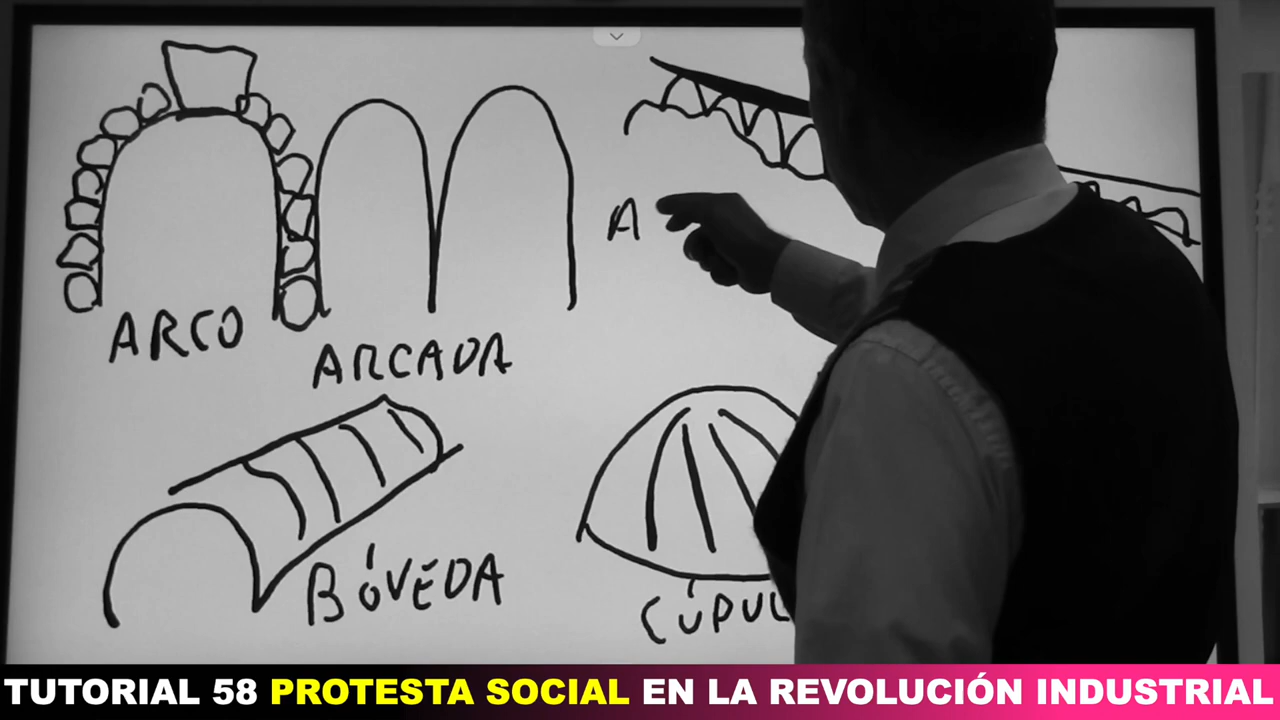 ARCO
ARCADA
A
BÓVEDA
CÚPUL
TUTORIAL 58 PROTESTA SOCIAL EN LA REVOLUCIÓN INDUSTRIAL